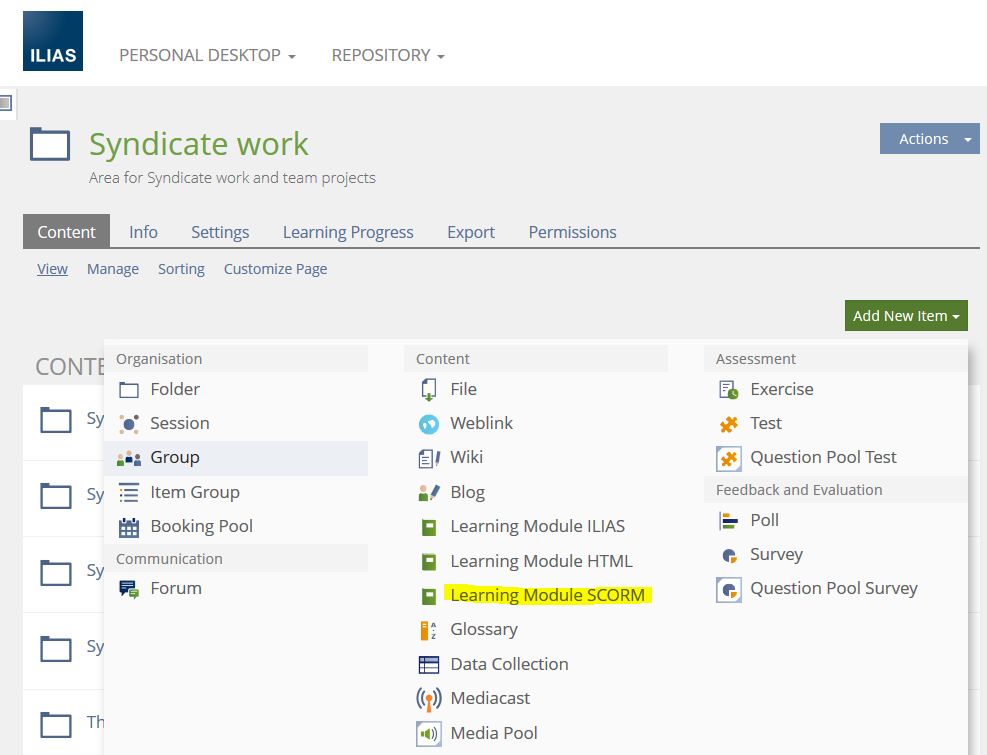 ILIAS
PERSONAL DESKTOP
REPOSITORY
Syndicate work
Area for Syndicate work and team projects
Actions
Content
Info
Settings
Learning Progress
Export
Permissions
View
Manage
Sorting
Customize Page
Add New Item
CONTE
Sy
Sy
Sy
Sy
Th
Organisation
Folder
Session
Group
Item Group
Booking Pool
Communication
Forum
Content
File
Weblink
Wiki
Blog
Learning Module ILIAS
Learning Module HTML
Learning Module SCORM
Glossary
Data Collection
Mediacast
Media Pool
Assessment
Exercise
Test
Question Pool Test
Feedback and Evaluation
Poll
Survey
Question Pool Survey